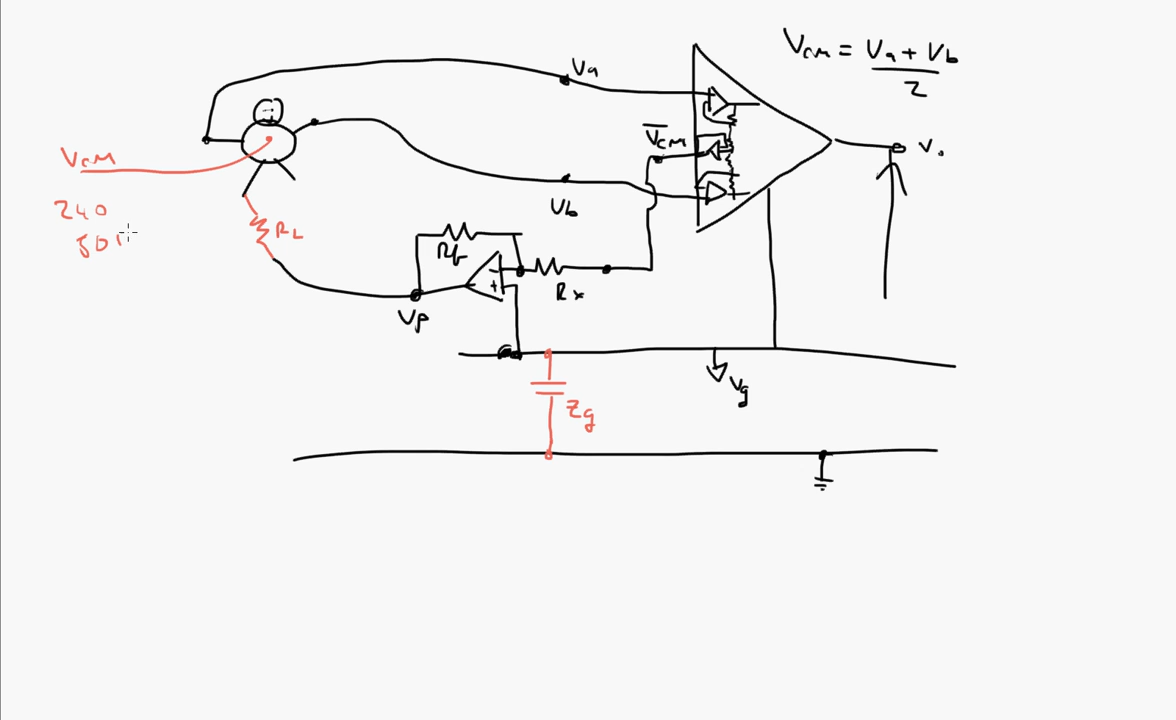 Va
Vcm = Va + Vb
2
Vcm
Vcm
Vo
240
Vb
RL
Rf
- 
+
Rx
Vp
Vg
Zg